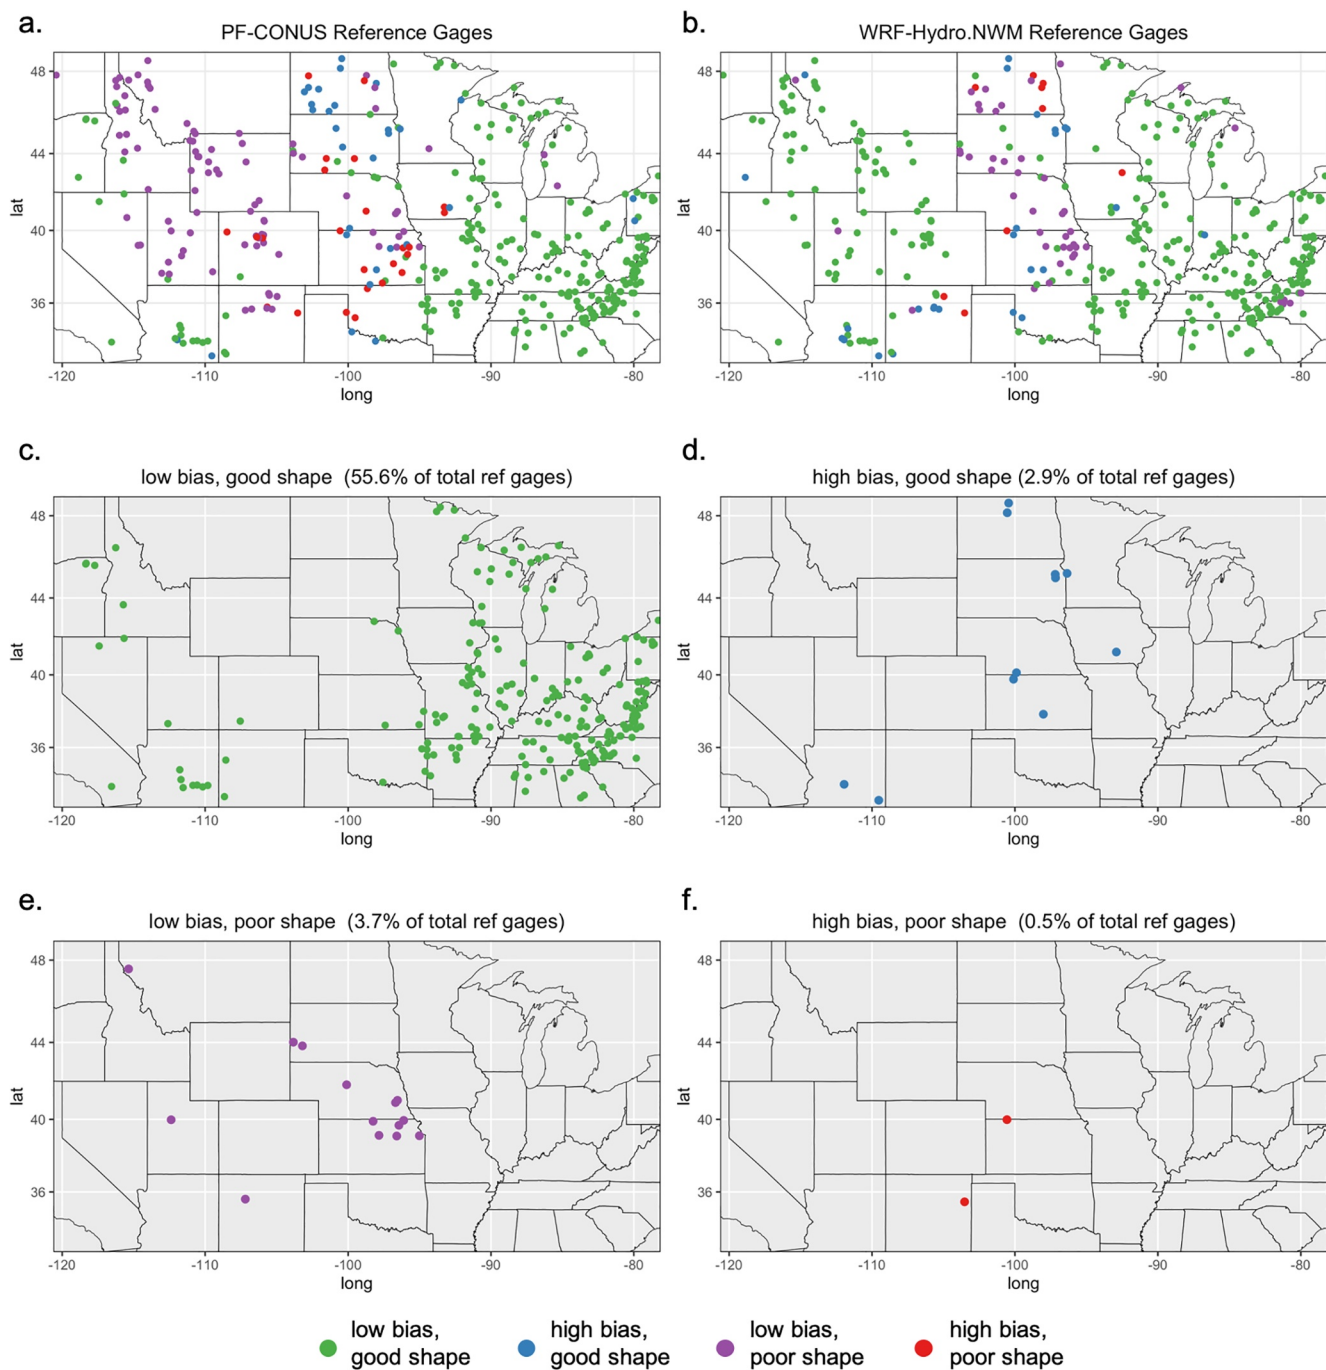 a.
PF-CONUS Reference Gages
48
44
40
36
lat
-120
-110
-100
-90
-80
long
b.
WRF-Hydro.NWM Reference Gages
48
44
40
36
lat
-120
-110
-100
-90
-80
long
c.
low bias, good shape (55.6% of total ref gages)
48
44
40
36
lat
-120
-110
-100
-90
-80
long
d.
high bias, good shape (2.9% of total ref gages)
48
44
40
36
lat
-120
-110
-100
-90
-80
long
e.
low bias, poor shape (3.7% of total ref gages)
48
44
40
36
lat
-120
-110
-100
-90
-80
long
f.
high bias, poor shape (0.5% of total ref gages)
48
44
40
36
lat
-120
-110
-100
-90
-80
long
low bias,
good shape
high bias,
good shape
low bias,
poor shape
high bias,
poor shape